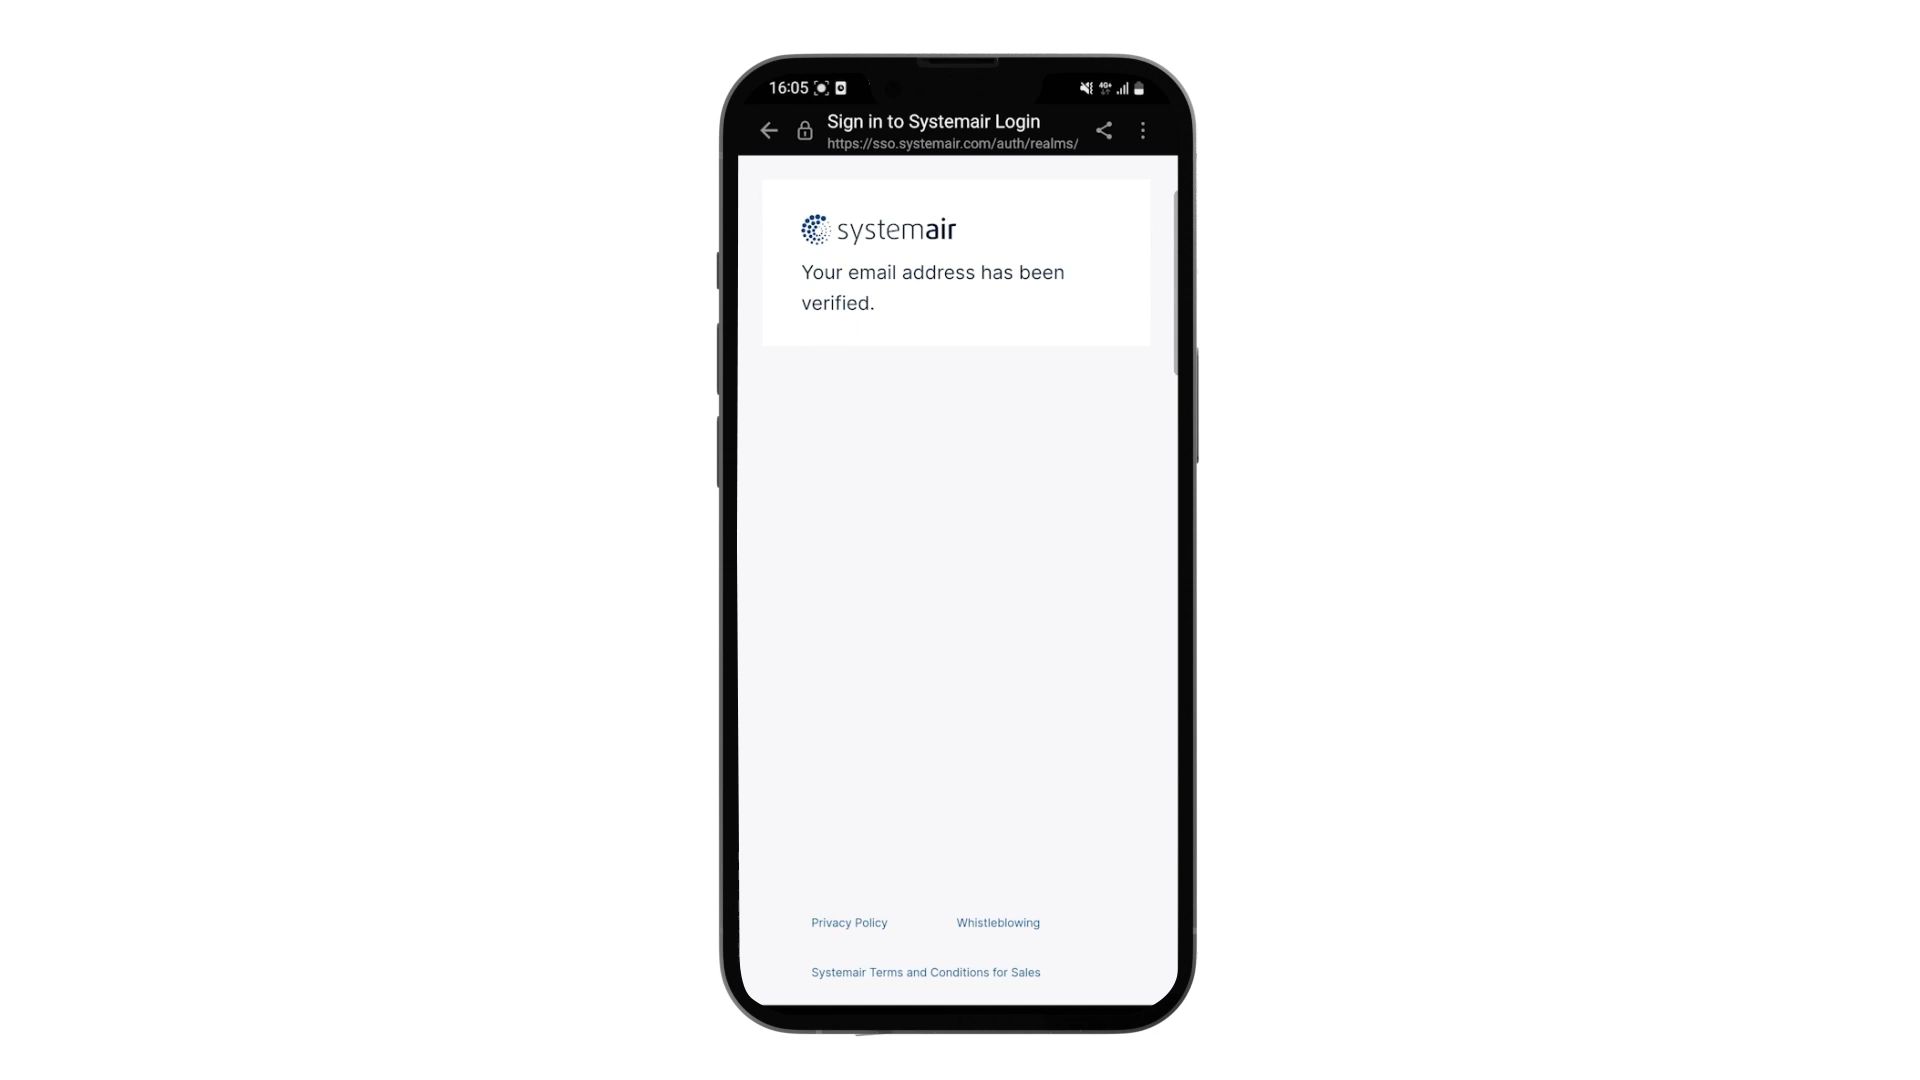 16:05
4G+
Sign in to Systemair Login
https://sso.systemair.com/auth/realms/
systemair
Your email address has been
verified.
Privacy Policy Whistleblowing
Systemair Terms and Conditions for Sales